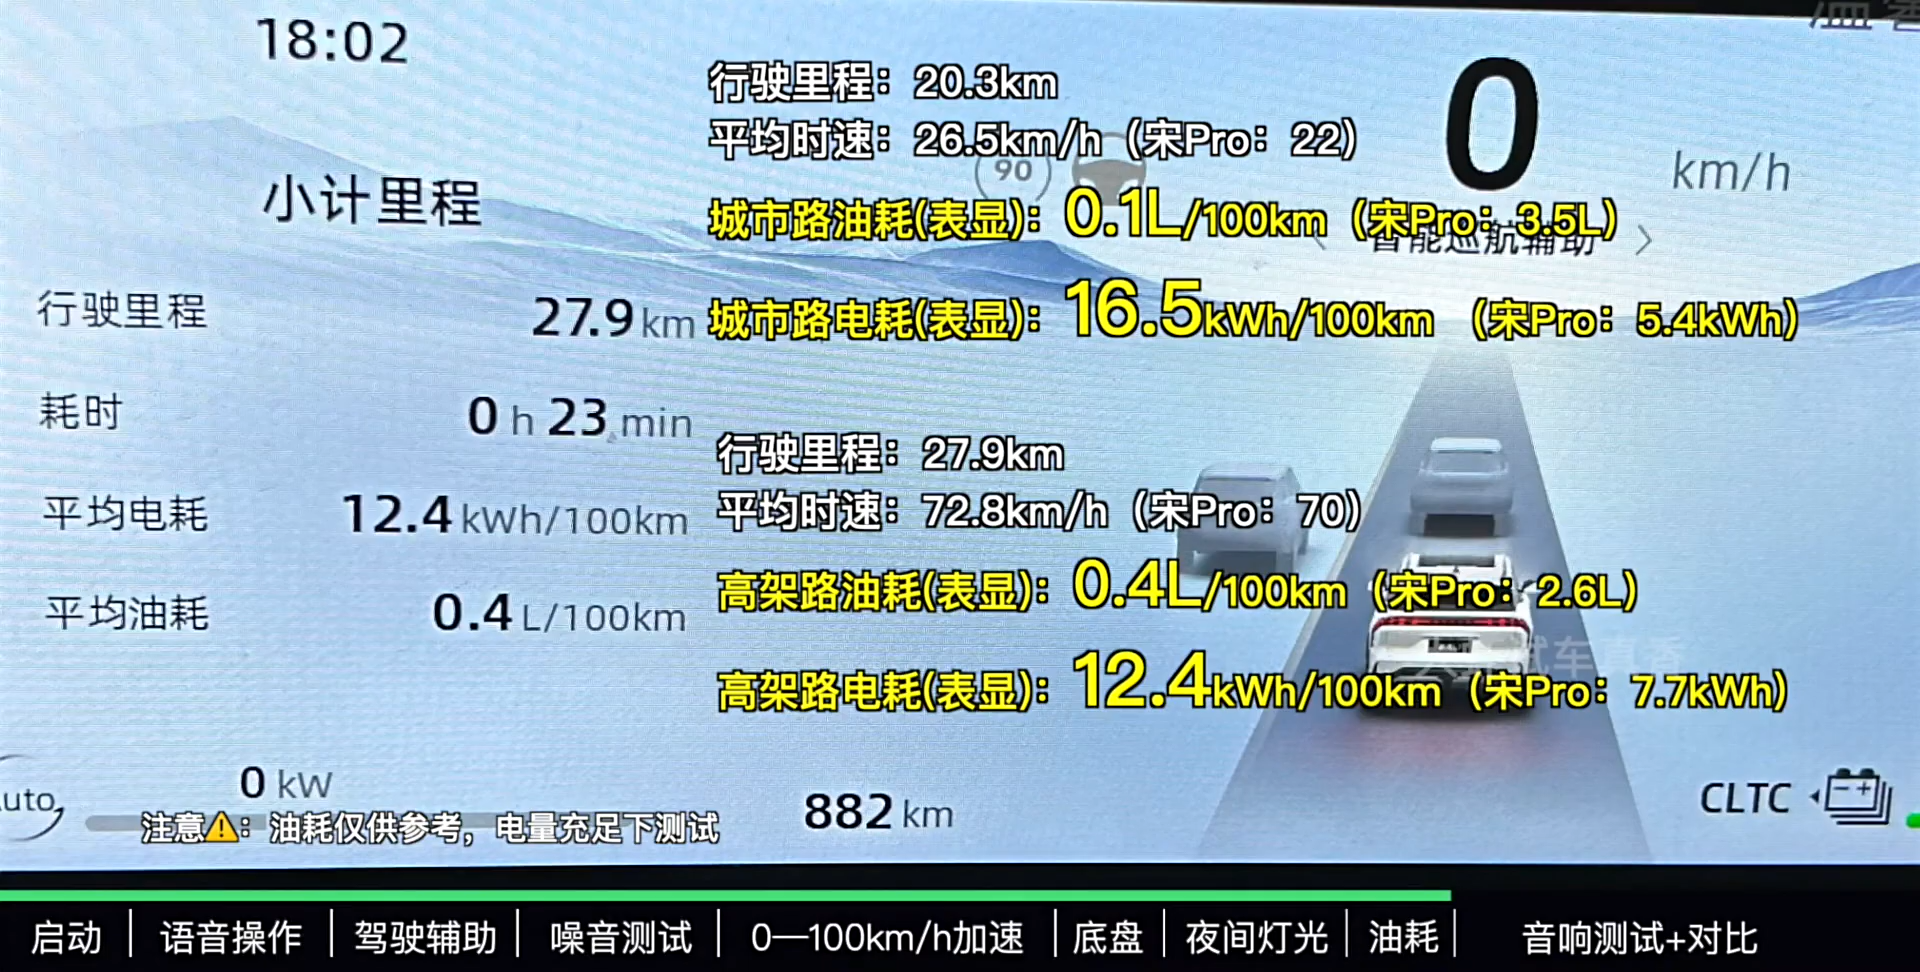 18:02
小计里程
行驶里程
27.9 km
耗时
0 h 23 min
平均电耗
12.4 kWh/100km
平均油耗
0.4 L/100km
0 kW
注意⚠️：油耗仅供参考，电量充足下测试
882 km
行驶里程：20.3km
平均时速：26.5km/h（宋Pro：22）
90
城市路油耗(表显)：0.1L/100km（宋Pro：3.5L）
智能巡航辅助
城市路电耗(表显)：16.5kWh/100km （宋Pro：5.4kWh）
行驶里程：27.9km
平均时速：72.8km/h（宋Pro：70）
高架路油耗(表显)：0.4L/100km（宋Pro：2.6L）
高架路电耗(表显)：12.4kWh/100km（宋Pro：7.7kWh）
0
km/h
CLTC
启动
语音操作
驾驶辅助
噪音测试
0—100km/h加速
底盘
夜间灯光
油耗
音响测试+对比